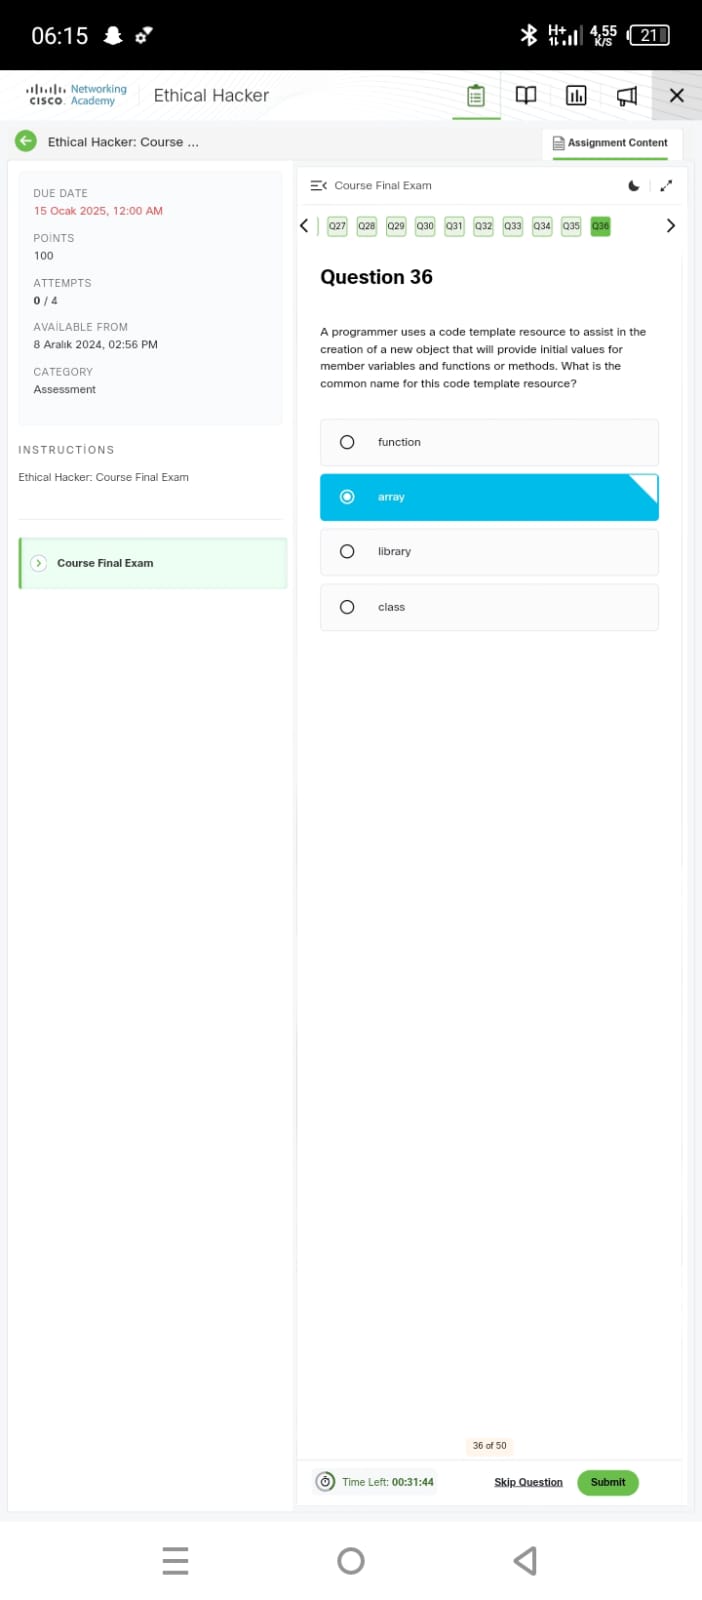 06:15
H+
4,55
K/S
21
Networking
CISCO. Academy
Ethical Hacker
Ethical Hacker: Course ...
Assignment Content
DUE DATE
15 Ocak 2025, 12:00 AM
POİNTS
100
ATTEMPTS
0 / 4
AVAİLABLE FROM
8 Aralık 2024, 02:56 PM
CATEGORY
Assessment
INSTRUCTİONS
Ethical Hacker: Course Final Exam
Course Final Exam
Course Final Exam
Q27 Q28 Q29 Q30 Q31 Q32 Q33 Q34 Q35 Q36
Question 36
A programmer uses a code template resource to assist in the
creation of a new object that will provide initial values for
member variables and functions or methods. What is the
common name for this code template resource?
function
array
library
class
36 of 50
Time Left: 00:31:44
Skip Question
Submit